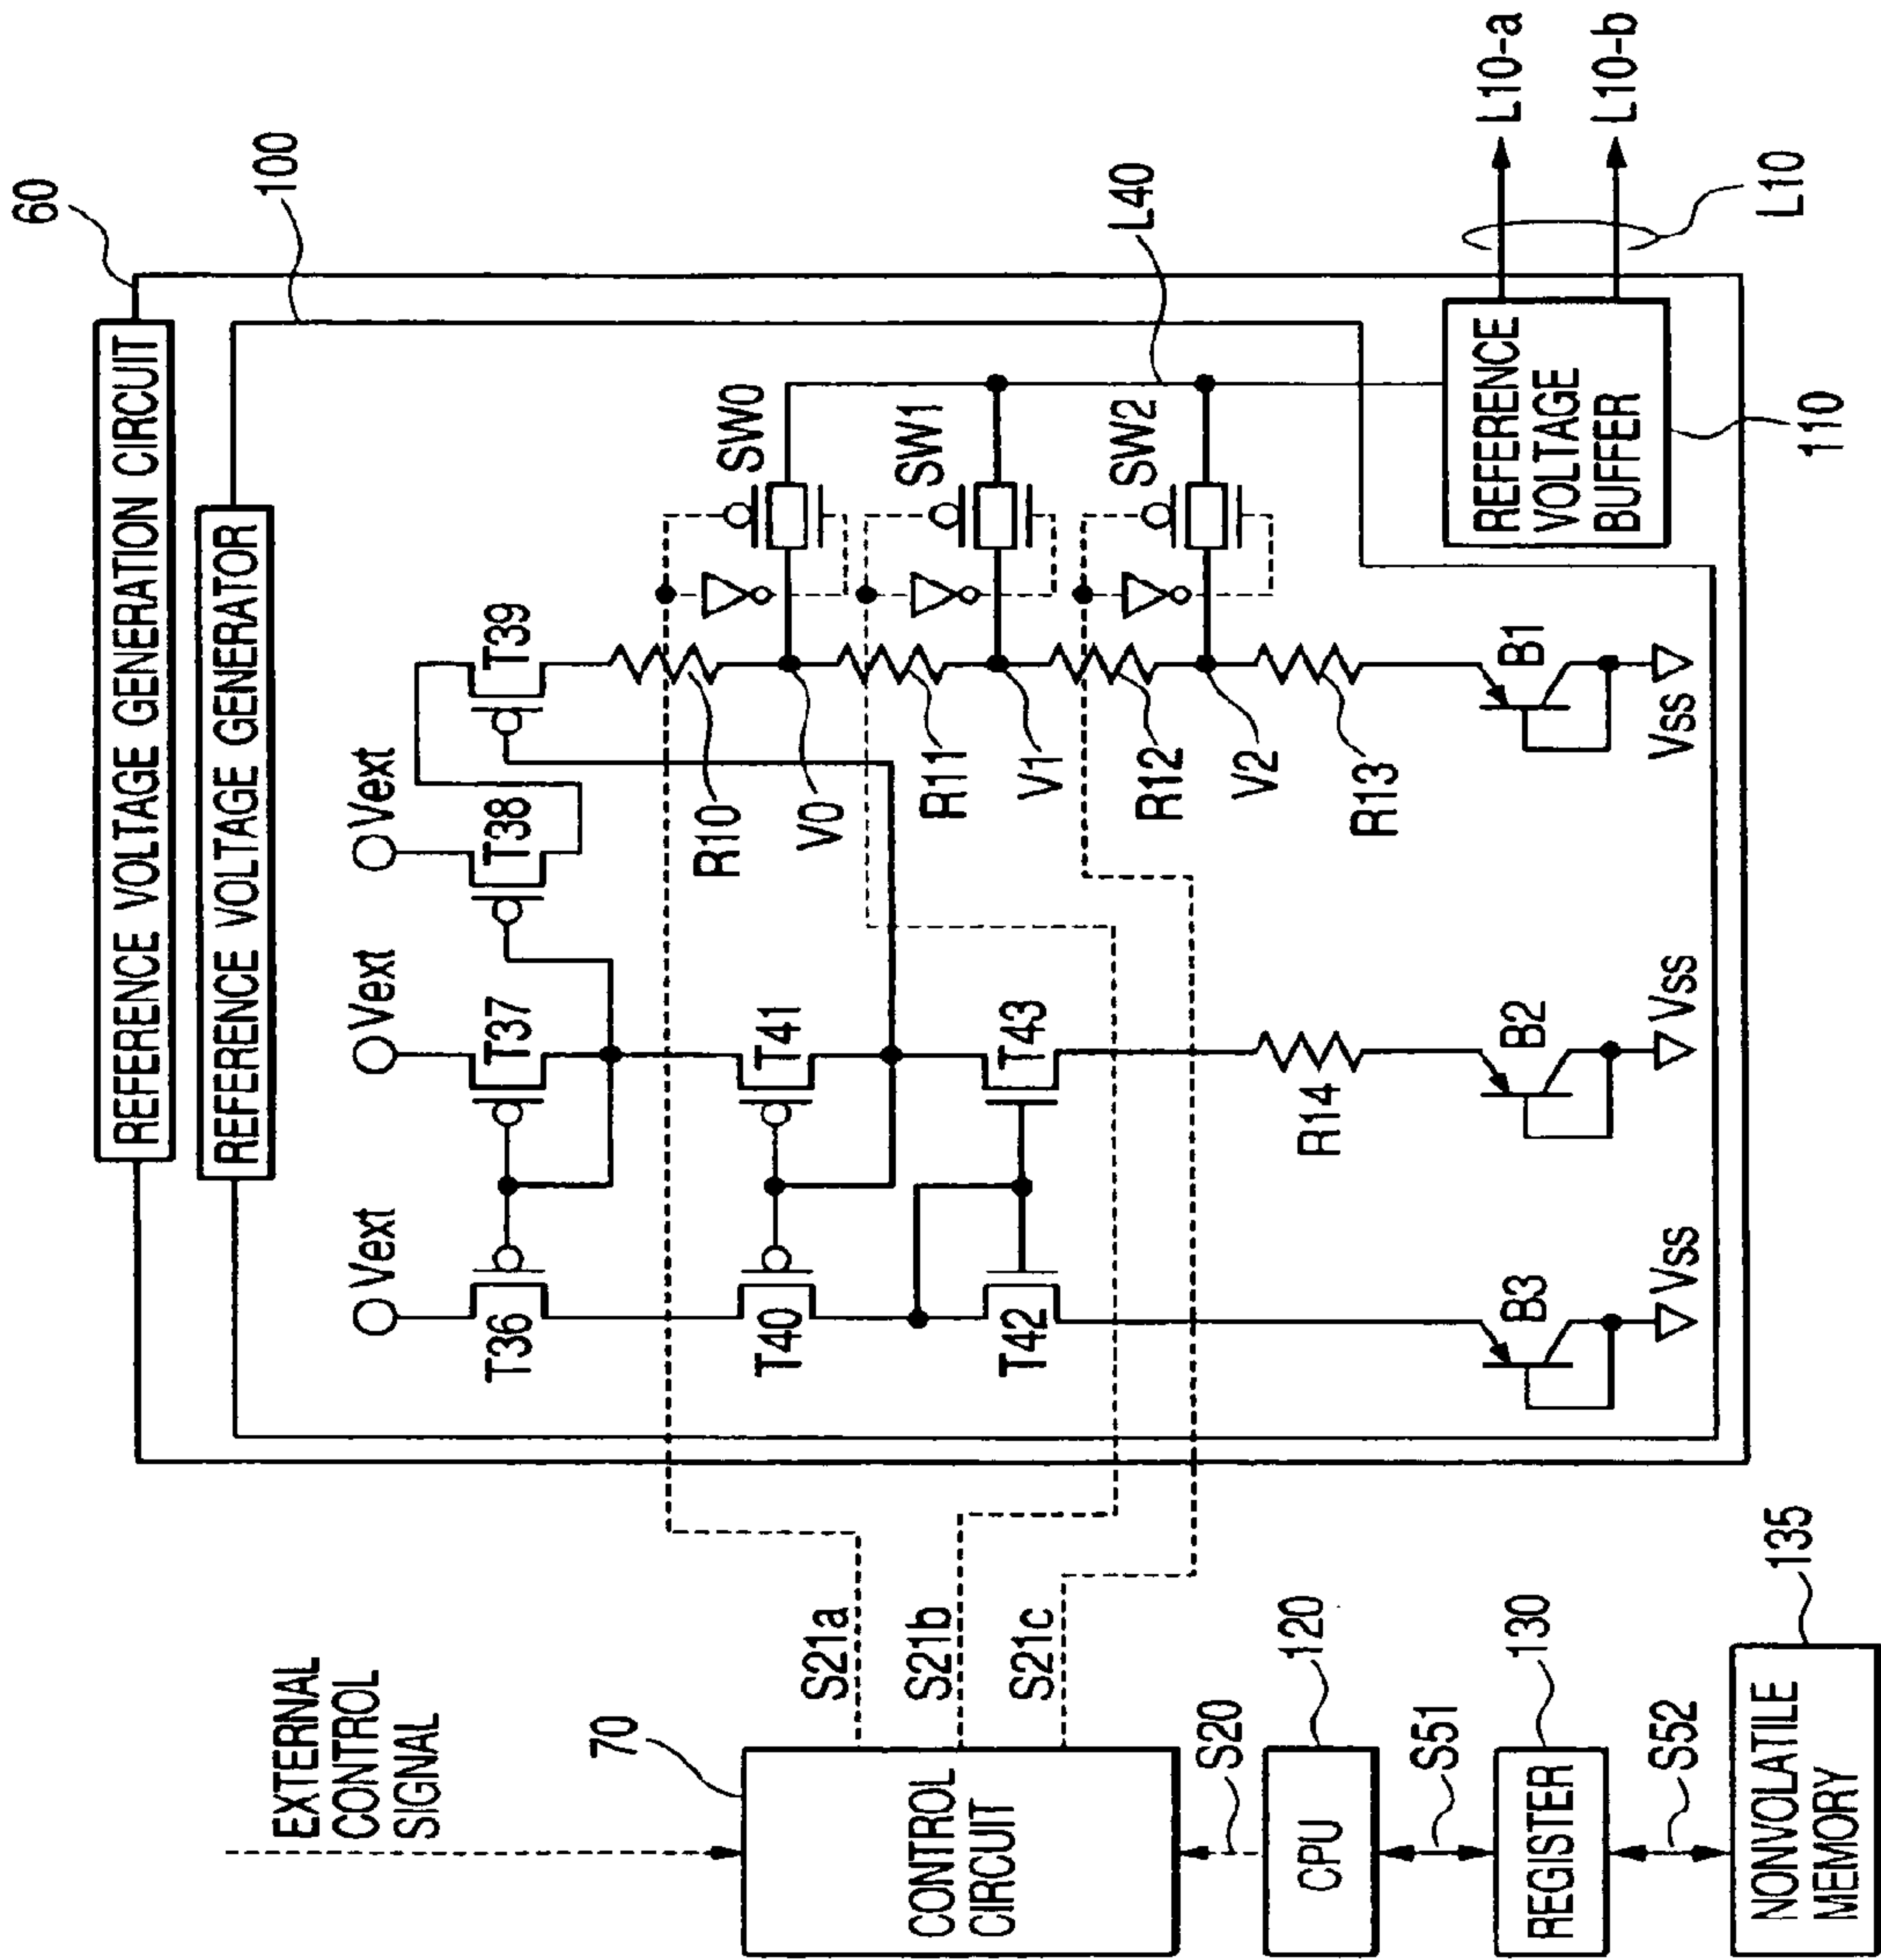 REFERENCE VOLTAGE GENERATION CIRCUIT
60
REFERENCE VOLTAGE GENERATOR
100
EXTERNAL
CONTROL
SIGNAL
Vext
Vext
Vext
T36
T37
T38
T39
T40
T41
T42
T43
R10
V0
R11
V1
R12
V2
R13
R14
SW0
SW1
SW2
L40
B3
B2
B1
Vss
Vss
Vss
REFERENCE
VOLTAGE
BUFFER
110
L10-a
L10-b
L10
70
CONTROL
CIRCUIT
S21a
S21b
S21c
S20
CPU
120
S51
REGISTER
130
S52
NONVOLATILE
MEMORY
135